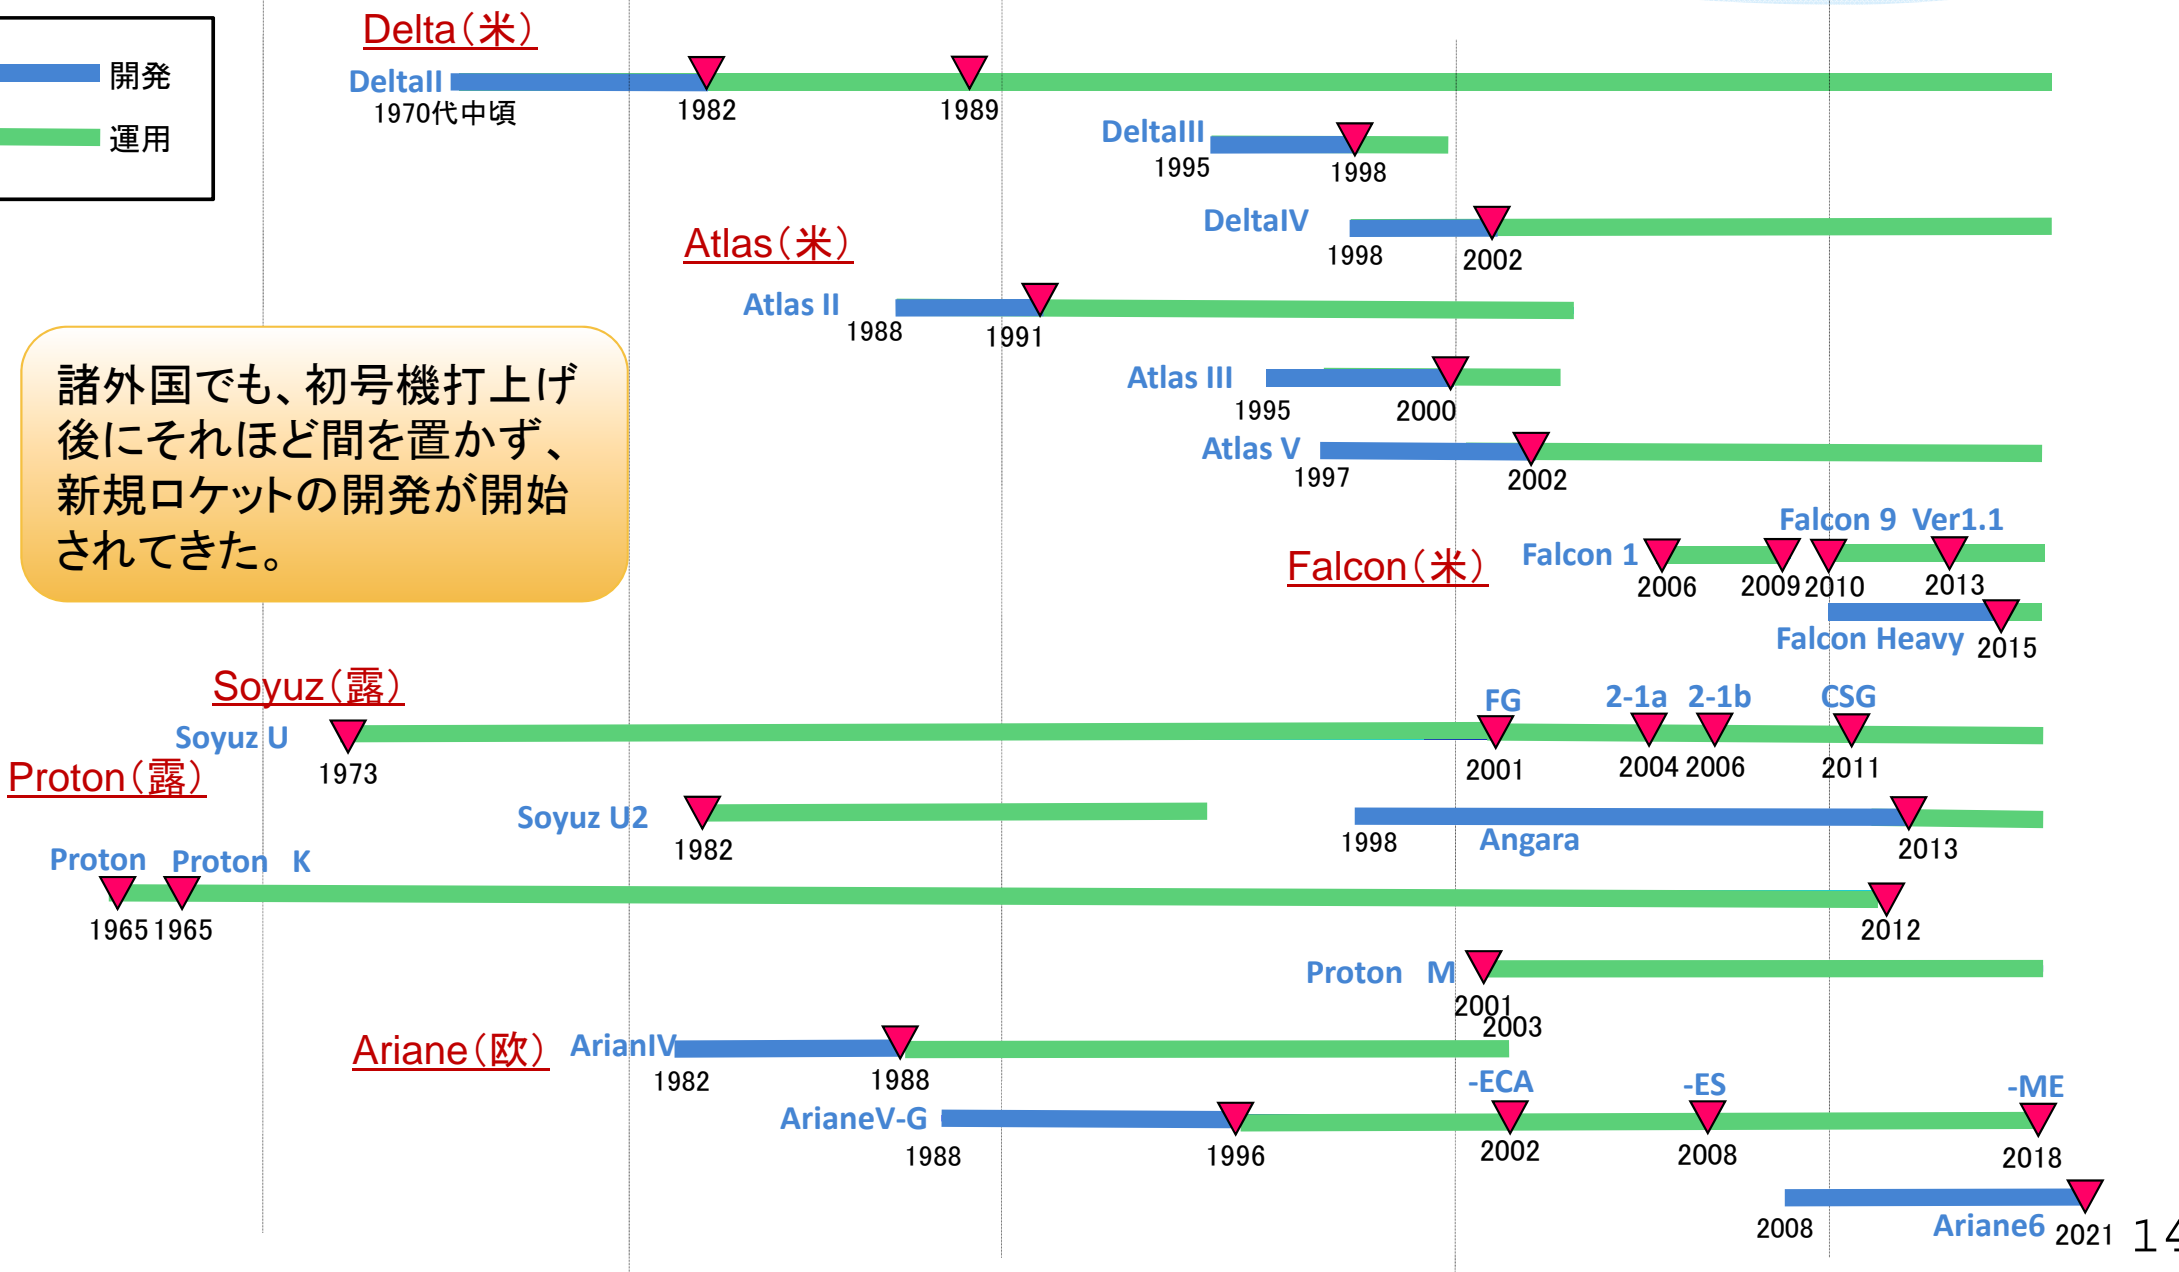 開発
運用
Delta（米）
DeltaII
1970代中頃
1982
1989
DeltaIII
1995
1998
DeltaIV
1998
2002
Atlas（米）
Atlas II
1988
1991
Atlas III
1995
2000
Atlas V
1997
2002
諸外国でも、初号機打上げ
後にそれほど間を置かず、
新規ロケットの開発が開始
されてきた。
Falcon（米）
Falcon 9 Ver1.1
Falcon 1
2006
2009
2010
2013
Falcon Heavy
2015
Soyuz（露）
FG
2-1a
2-1b
CSG
Soyuz U
1973
2001
2004
2006
2011
Proton（露）
Soyuz U2
1982
1998
Angara
2013
Proton
Proton K
1965
1965
2012
Proton M
2001
2003
Ariane（欧）
ArianIV
1982
1988
-ECA
-ES
-ME
ArianeV-G
1988
1996
2002
2008
2018
2008
Ariane6
2021
14